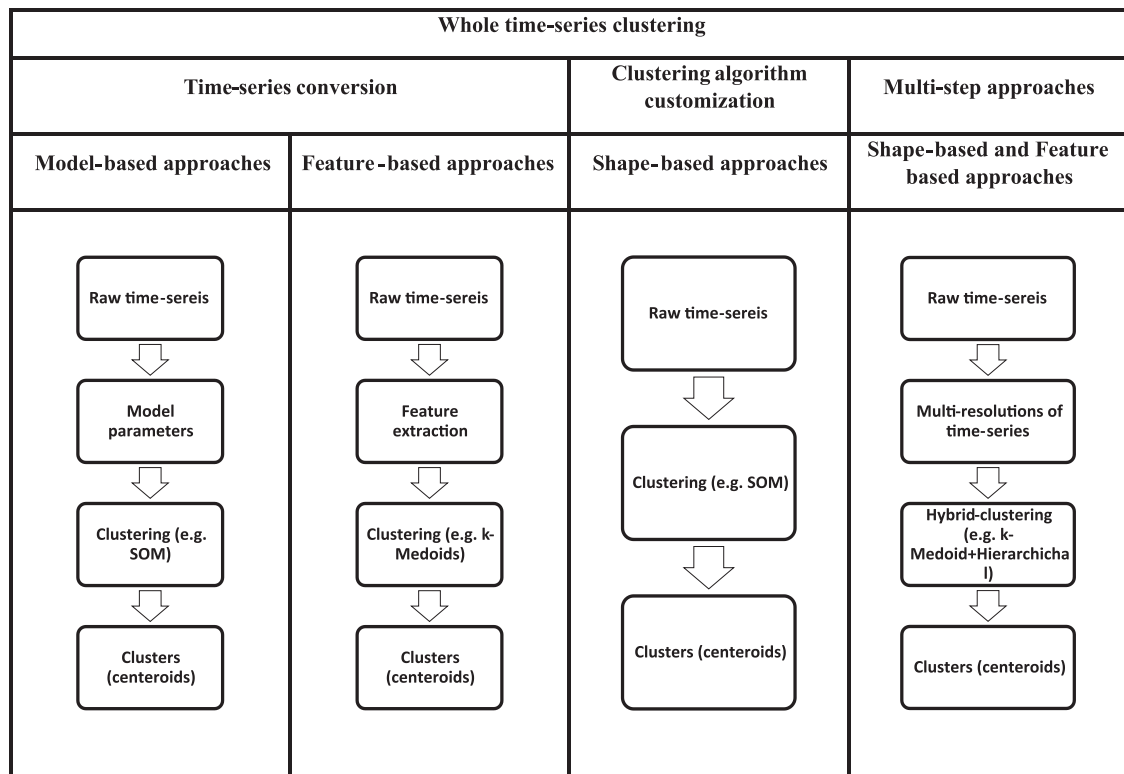 Whole time-series clustering
Time-series conversion
Clustering algorithm
customization
Multi-step approaches
Model-based approaches
Feature-based approaches
Shape-based approaches
Shape-based and Feature
based approaches
Raw time-sereis
Model
parameters
Clustering (e.g.
SOM)
Clusters
(centeroids)
Raw time-sereis
Feature
extraction
Clustering (e.g. k-
Medoids)
Clusters
(centeroids)
Raw time-sereis
Clustering (e.g. SOM)
Clusters (centeroids)
Raw time-sereis
Multi-resolutions of
time-series
Hybrid-clustering
(e.g. k-
Medoid+Hierarchicha
l)
Clusters (centeroids)